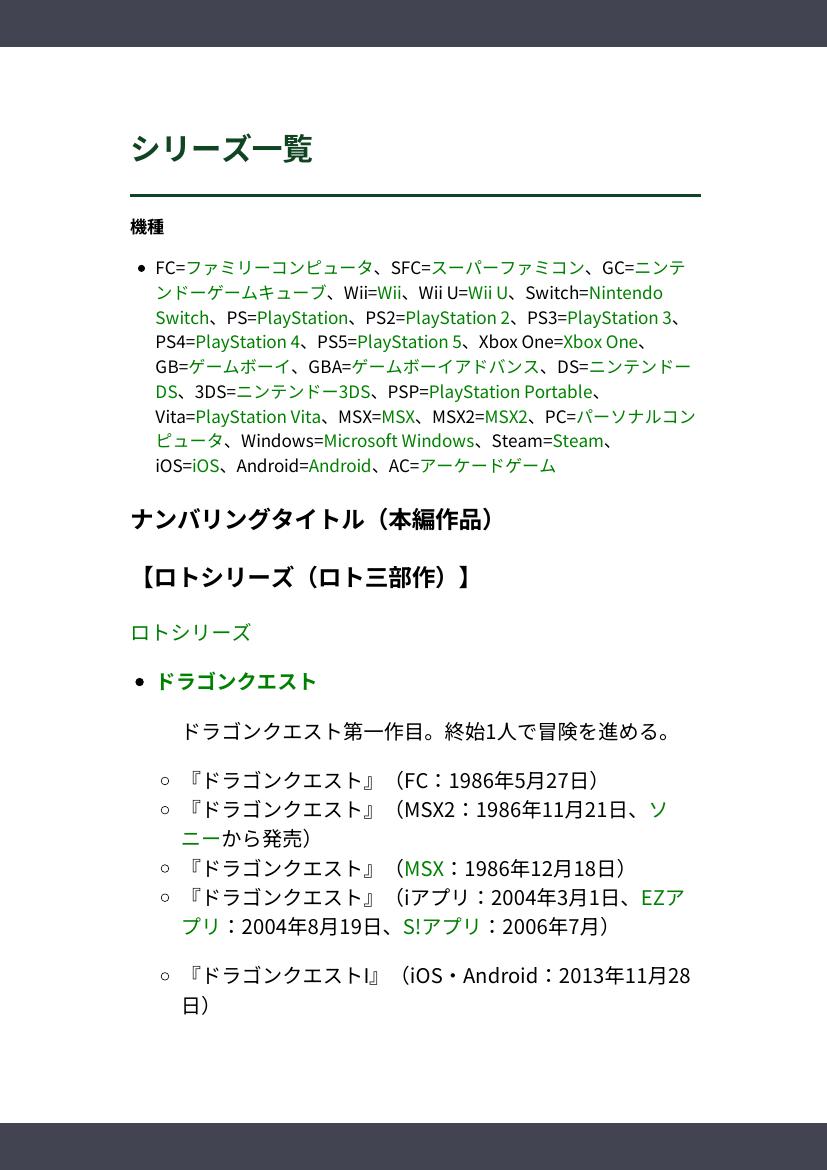 シリーズ一覧
機種
FC=ファミリーコンピュータ、SFC=スーパーファミコン、GC=ニンテ
ンドーゲームキューブ、Wii=Wii、Wii U=Wii U、Switch=Nintendo
Switch、PS=PlayStation、PS2=PlayStation 2、PS3=PlayStation 3、
PS4=PlayStation 4、PS5=PlayStation 5、Xbox One=Xbox One、
GB=ゲームボーイ、GBA=ゲームボーイアドバンス、DS=ニンテンドー
DS、3DS=ニンテンドー3DS、PSP=PlayStation Portable、
Vita=PlayStation Vita、MSX=MSX、MSX2=MSX2、PC=パーソナルコン
ピュータ、Windows=Microsoft Windows、Steam=Steam、
iOS=iOS、Android=Android、AC=アーケードゲーム
ナンバリングタイトル（本編作品）
【ロトシリーズ（ロト三部作）】
ロトシリーズ
ドラゴンクエスト
ドラゴンクエスト第一作目。終始1人で冒険を進める。
『ドラゴンクエスト』（FC：1986年5月27日）
『ドラゴンクエスト』（MSX2：1986年11月21日、ソ
ニーから発売）
『ドラゴンクエスト』（MSX：1986年12月18日）
『ドラゴンクエスト』（iアプリ：2004年3月1日、EZア
プリ：2004年8月19日、S!アプリ：2006年7月）
『ドラゴンクエストI』（iOS・Android：2013年11月28
日）